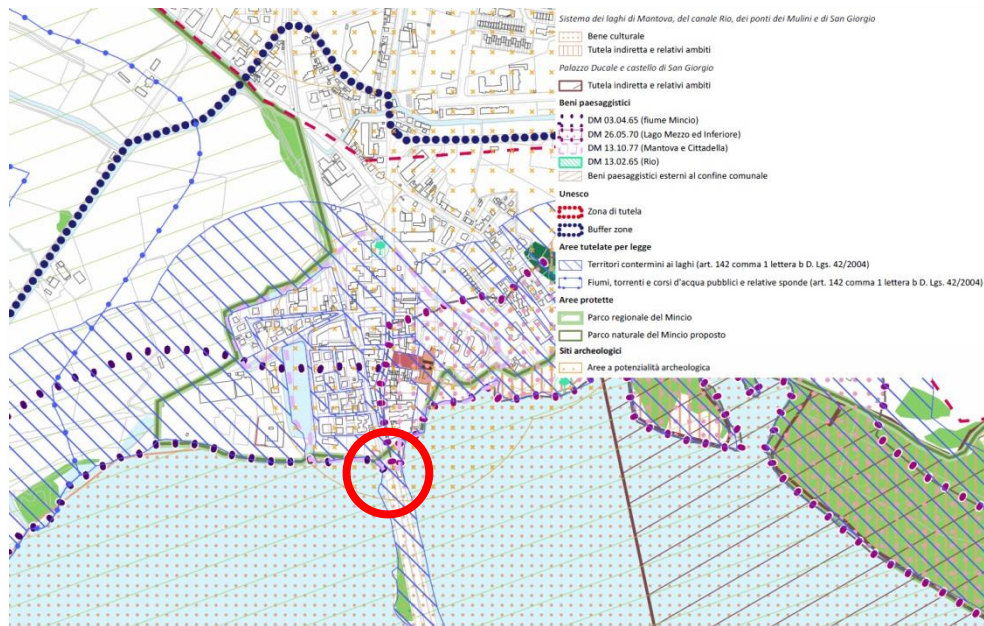 Sistema dei laghi di Mantova, del canale Rio, dei ponti dei Mulini e di San Giorgio
Bene culturale
Tutela indiretta e relativi ambiti
Palazzo Ducale e castello di San Giorgio
Tutela indiretta e relativi ambiti
Beni paesaggistici
DM 03.04.65 (fiume Mincio)
DM 26.05.70 (Lago Mezzo ed Inferiore)
DM 13.10.77 (Mantova e Cittadella)
DM 13.02.65 (Rio)
Beni paesaggistici esterni al confine comunale
Unesco
Zona di tutela
Buffer zone
Aree tutelate per legge
Territori contermini ai laghi (art. 142 comma 1 lettera b D. Lgs. 42/2004)
Fiumi, torrenti e corsi d'acqua pubblici e relative sponde (art. 142 comma 1 lettera b D. Lgs. 42/2004)
Aree protette
Parco regionale del Mincio
Parco naturale del Mincio proposto
Siti archeologici
Aree a potenzialità archeologica